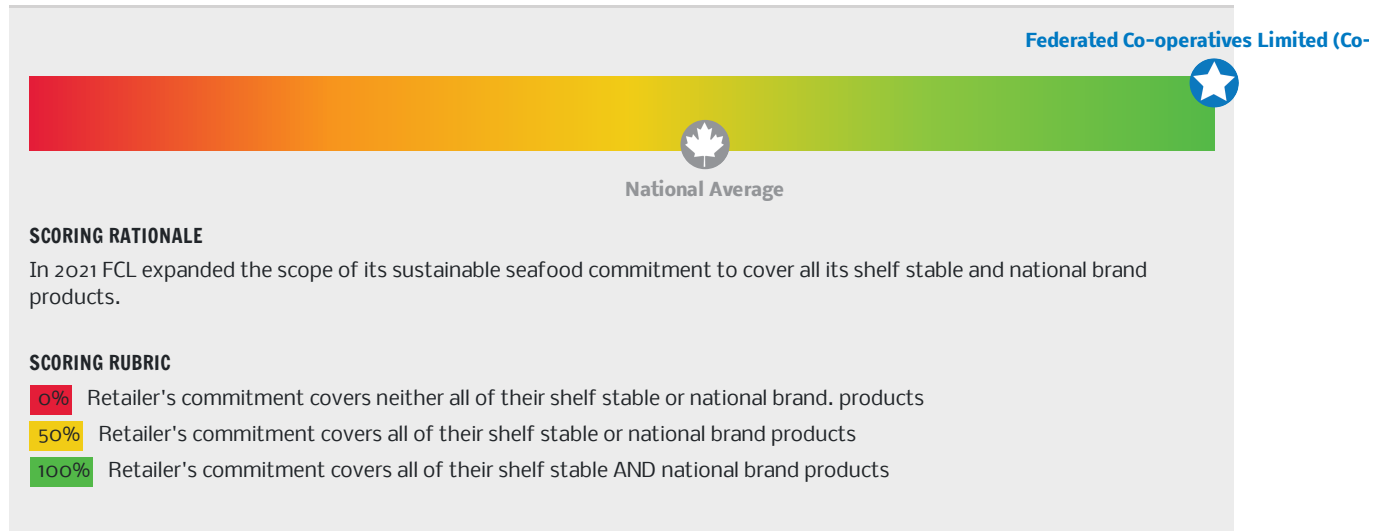 Federated Co-operatives Limited (Co-
National Average
SCORING RATIONALE
In 2021 FCL expanded the scope of its sustainable seafood commitment to cover all its shelf stable and national brand
products.
SCORING RUBRIC
0% Retailer's commitment covers neither all of their shelf stable or national brand. products
50% Retailer's commitment covers all of their shelf stable or national brand products
100% Retailer's commitment covers all of their shelf stable AND national brand products